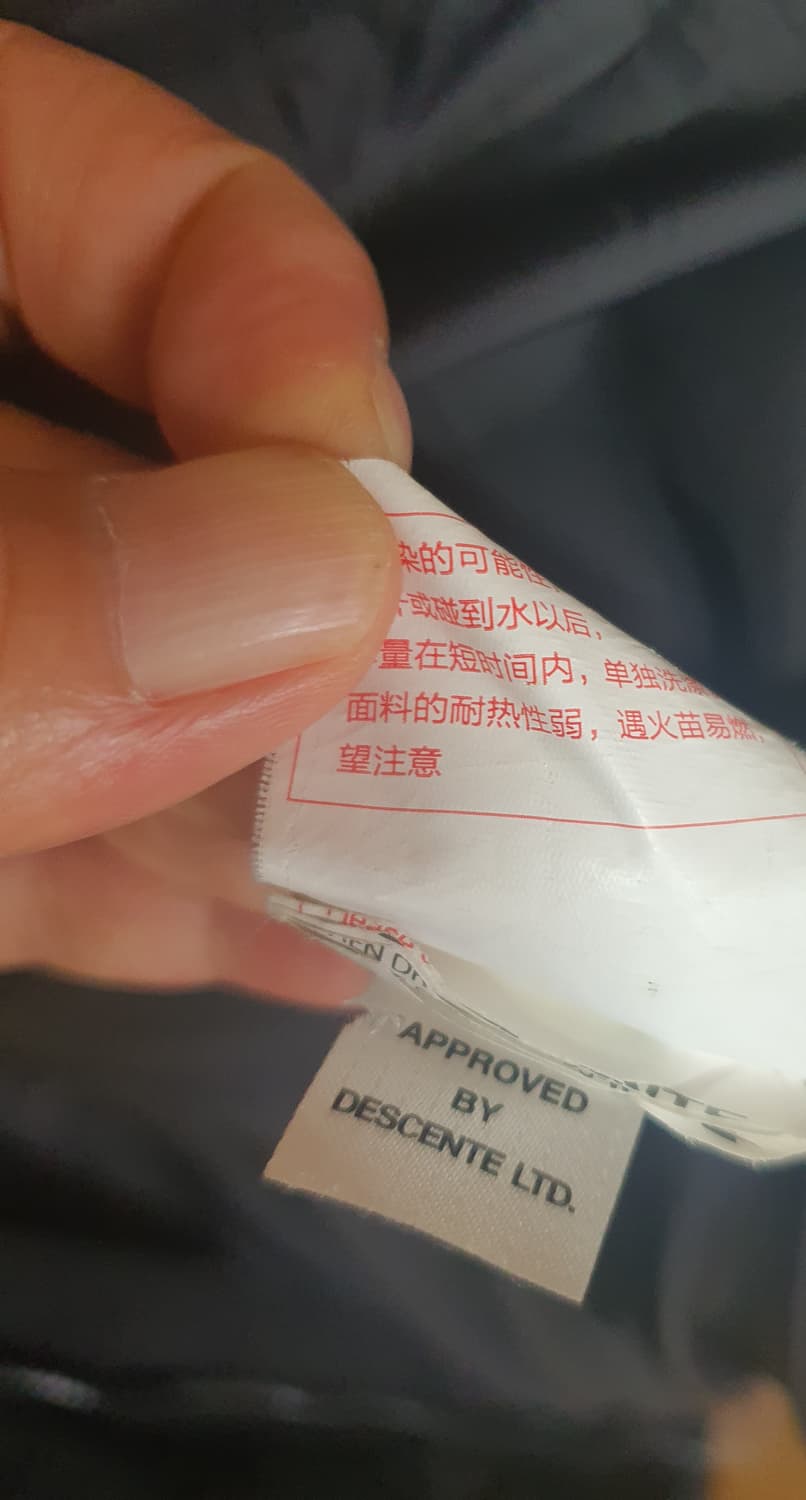 染的可能性
或碰到水以后，
量在短时间内，单独洗涤
面料的耐热性弱，遇火苗易燃，
望注意
APPROVED
BY
DESCENTE LTD.